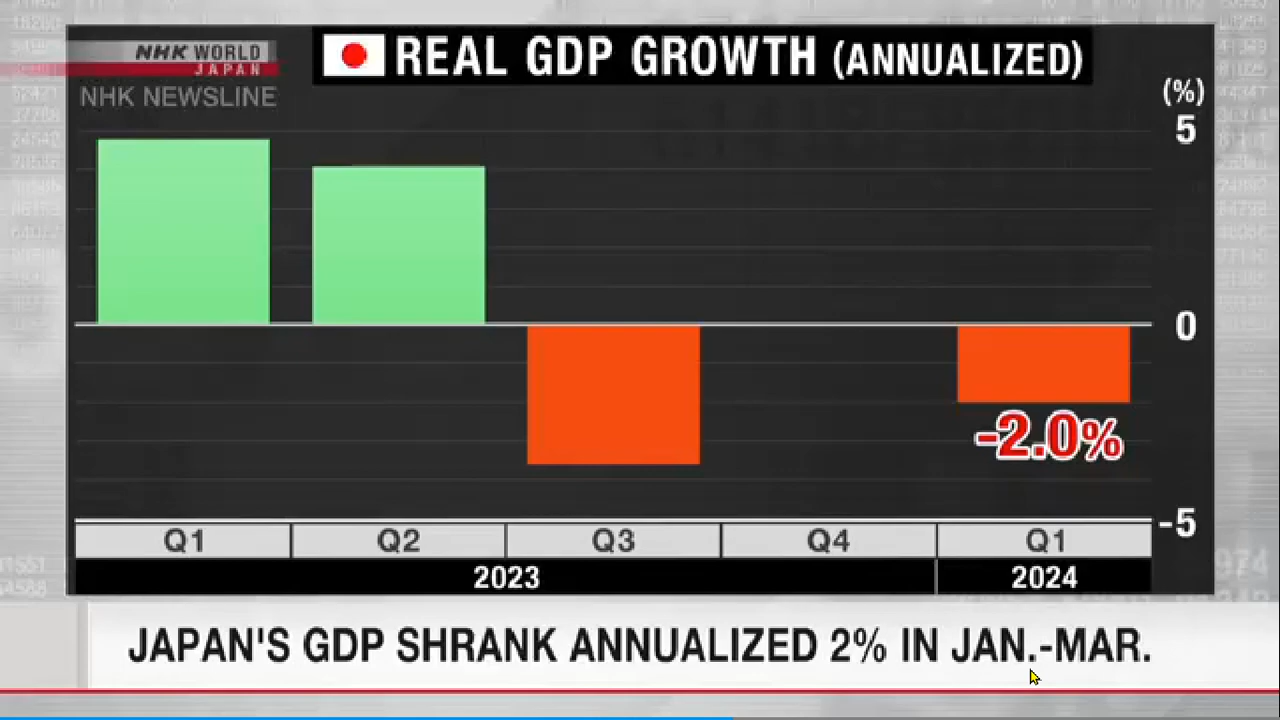 NHK WORLD
JAPAN
NHK NEWSLINE
REAL GDP GROWTH (ANNUALIZED)
(%)
5
0
-2.0%
-5
Q1 Q2 Q3 Q4 Q1
2023 2024
JAPAN'S GDP SHRANK ANNUALIZED 2% IN JAN.-MAR.